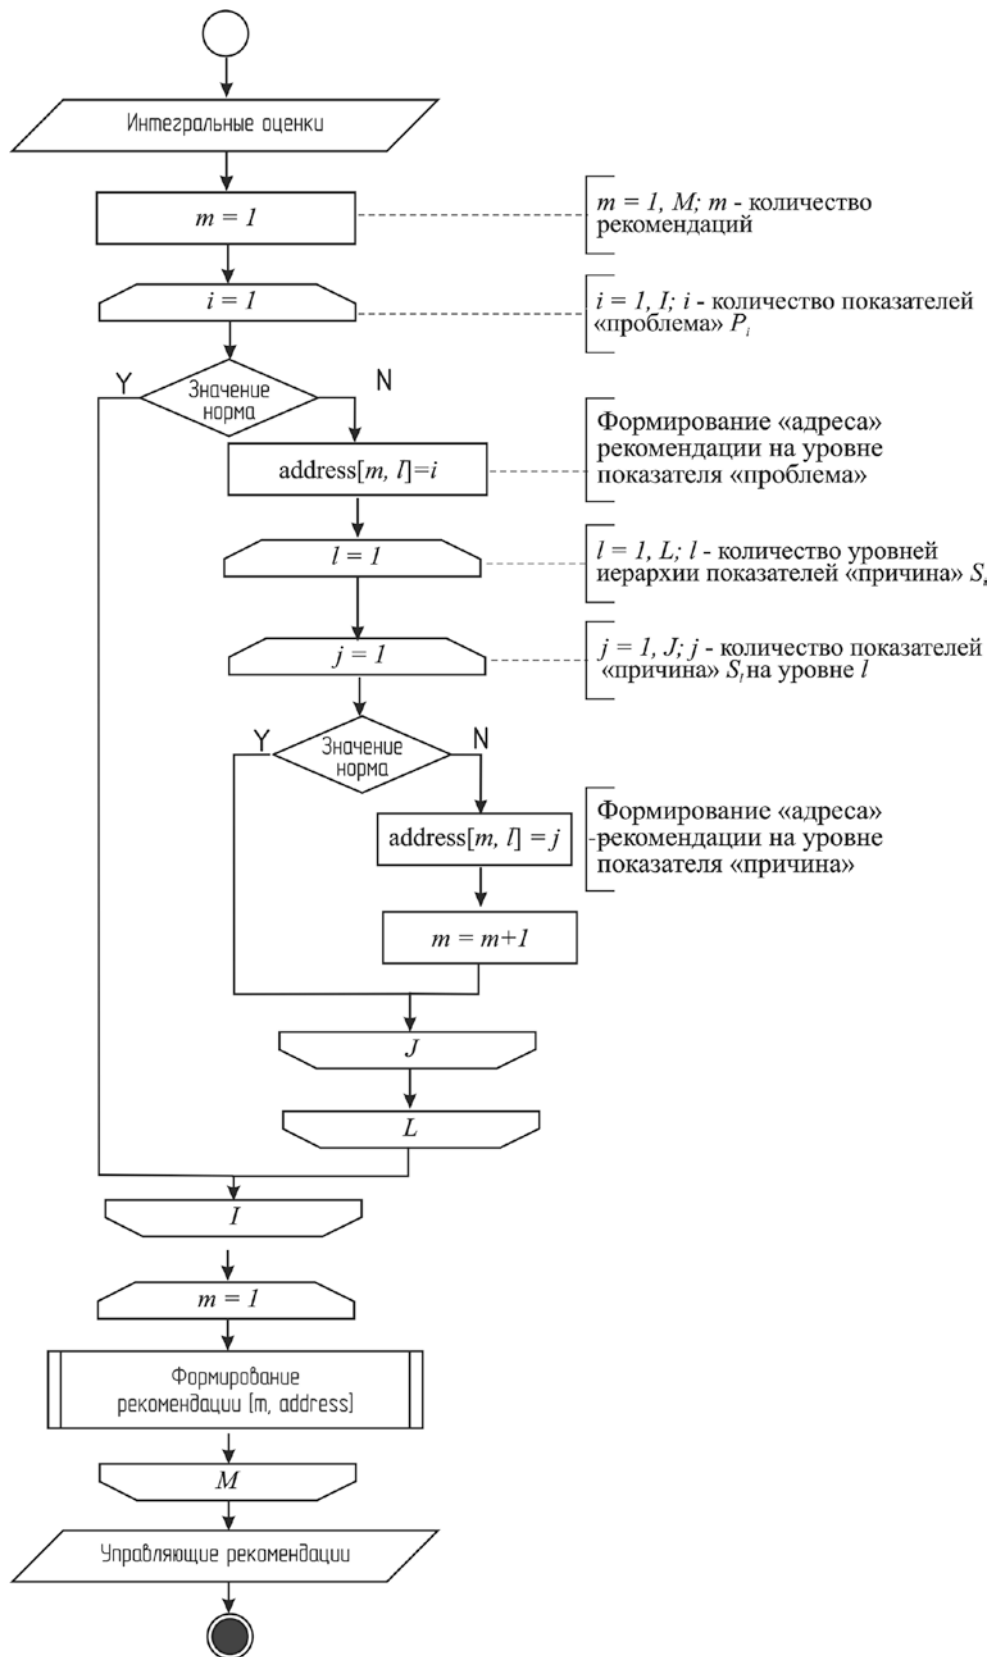 Интегральные оценки
m = 1
m = 1, M; m - количество
рекомендаций
i = 1
i = 1, I; i - количество показателей
«проблема» Pᵢ
Y
N
Значение
норма
address[m, l]=i
Формирование «адреса»
рекомендации на уровне
показателя «проблема»
l = 1
l = 1, L; l - количество уровней
иерархии показателей «причина»
j = 1
j = 1, J; j - количество показателей
«причина» Sₗ на уровне l
Y
N
Значение
норма
address[m, l] = j
Формирование «адреса»
рекомендации на уровне
показателя «причина»
m = m+1
J
L
I
m = 1
Формирование
рекомендации [m, address]
M
Управляющие рекомендации